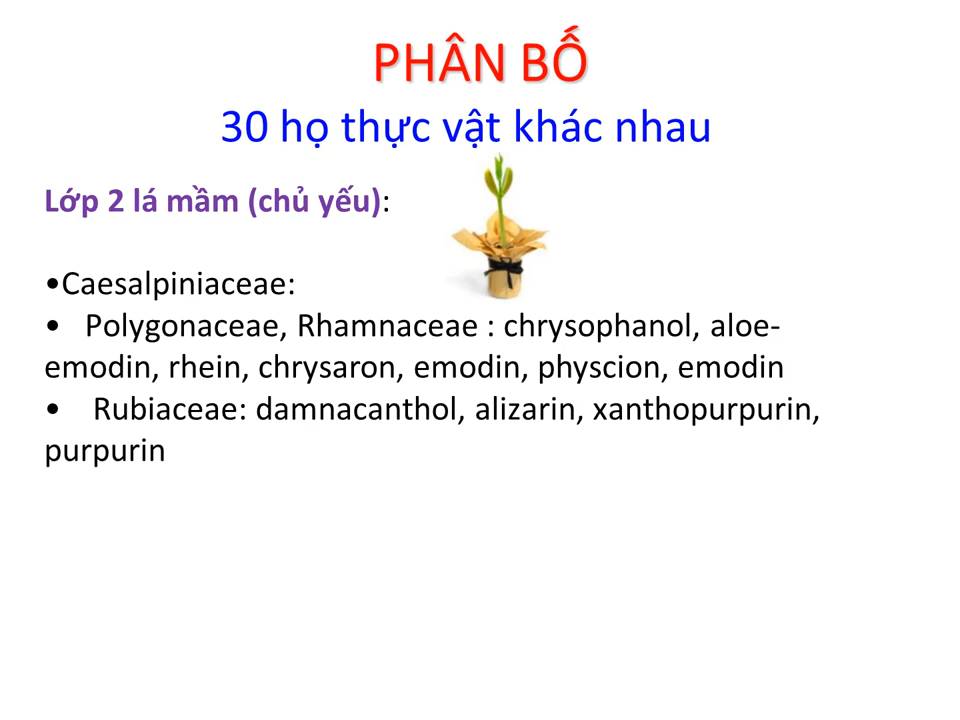 PHÂN BỐ
30 họ thực vật khác nhau
Lớp 2 lá mầm (chủ yếu):
•Caesalpiniaceae:
• Polygonaceae, Rhamnaceae : chrysophanol, aloe-
emodin, rhein, chrysaron, emodin, physcion, emodin
• Rubiaceae: damnacanthol, alizarin, xanthopurpurin,
purpurin